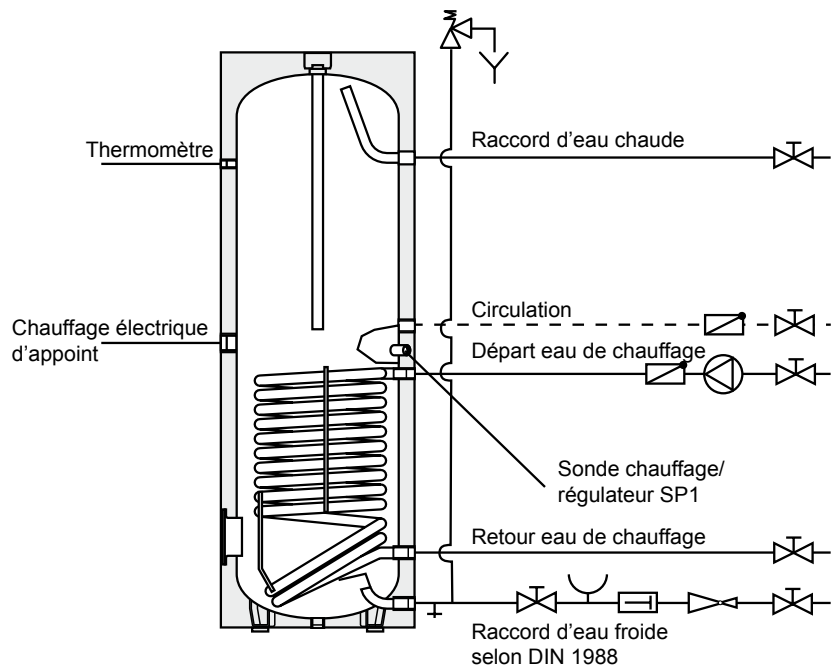 Raccord d'eau chaude
Thermomètre
Circulation
Chauffage électrique
d'appoint
Départ eau de chauffage
Sonde chauffage/
régulateur SP1
Retour eau de chauffage
Raccord d'eau froide
selon DIN 1988